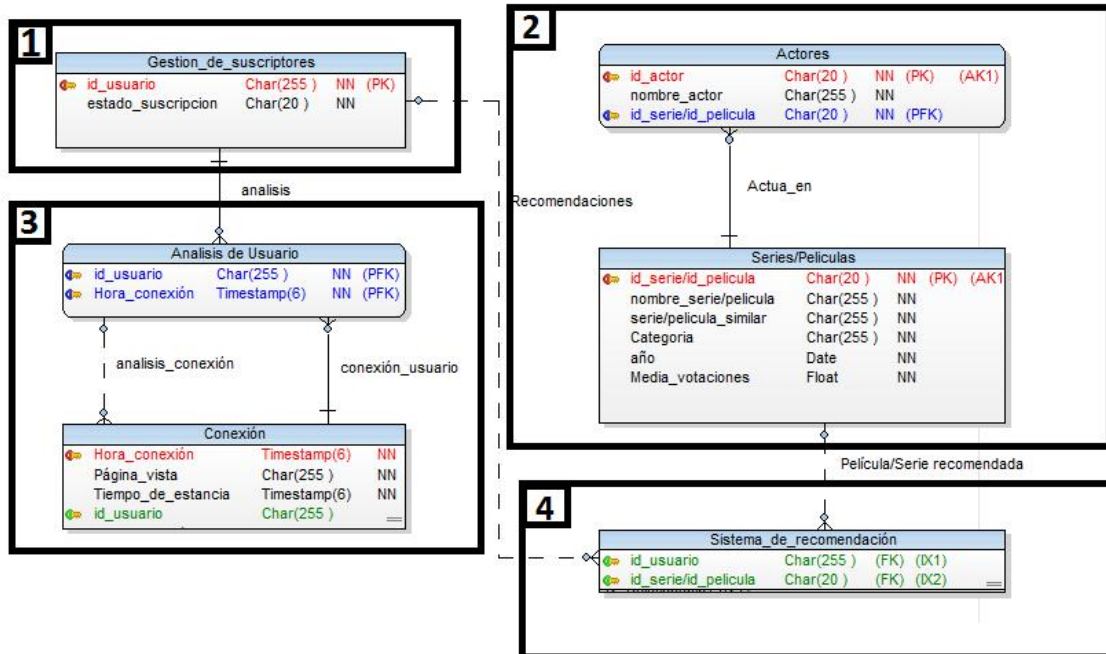 1
Gestion_de_suscriptores
id_usuario Char(255 ) NN (PK)
estado_suscripcion Char(20 ) NN
analisis
2
Actores
id_actor Char(20 ) NN (PK) (AK1)
nombre_actor Char(255 ) NN
id_serie/id_pelicula Char(20 ) NN (PFK)
Actua_en
Recomendaciones
Series/Peliculas
id_serie/id_pelicula Char(20 ) NN (PK) (AK1
nombre_serie/pelicula Char(255 ) NN
serie/pelicula_similar Char(255 ) NN
Categoria Char(255 ) NN
año Date NN
Media_votaciones Float NN
Película/Serie recomendada
3
Analisis de Usuario
id_usuario Char(255 ) NN (PFK)
Hora_conexión Timestamp(6) NN (PFK)
analisis_conexión
conexión_usuario
Conexión
Hora_conexión Timestamp(6) NN
Página_vista Char(255 ) NN
Tiempo_de_estancia Timestamp(6) NN
id_usuario Char(255 )
4
Sistema_de_recomendación
id_usuario Char(255 ) (FK) (IX1)
id_serie/id_pelicula Char(20 ) (FK) (IX2)